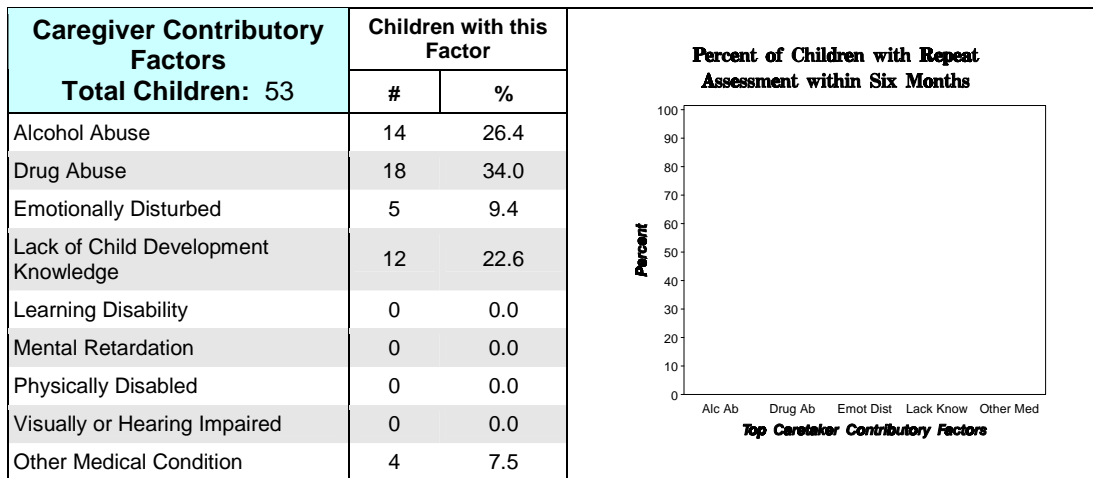 Caregiver Contributory
Factors
Total Children: 53
Children with this
Factor
# %
Alcohol Abuse 14 26.4
Drug Abuse 18 34.0
Emotionally Disturbed 5 9.4
Lack of Child Development
Knowledge 12 22.6
Learning Disability 0 0.0
Mental Retardation 0 0.0
Physically Disabled 0 0.0
Visually or Hearing Impaired 0 0.0
Other Medical Condition 4 7.5
Percent of Children with Repeat
Assessment within Six Months
100
90
80
70
60
50
40
30
20
10
0
Percent
Alc Ab Drug Ab Emot Dist Lack Know Other Med
Top Caretaker Contributory Factors